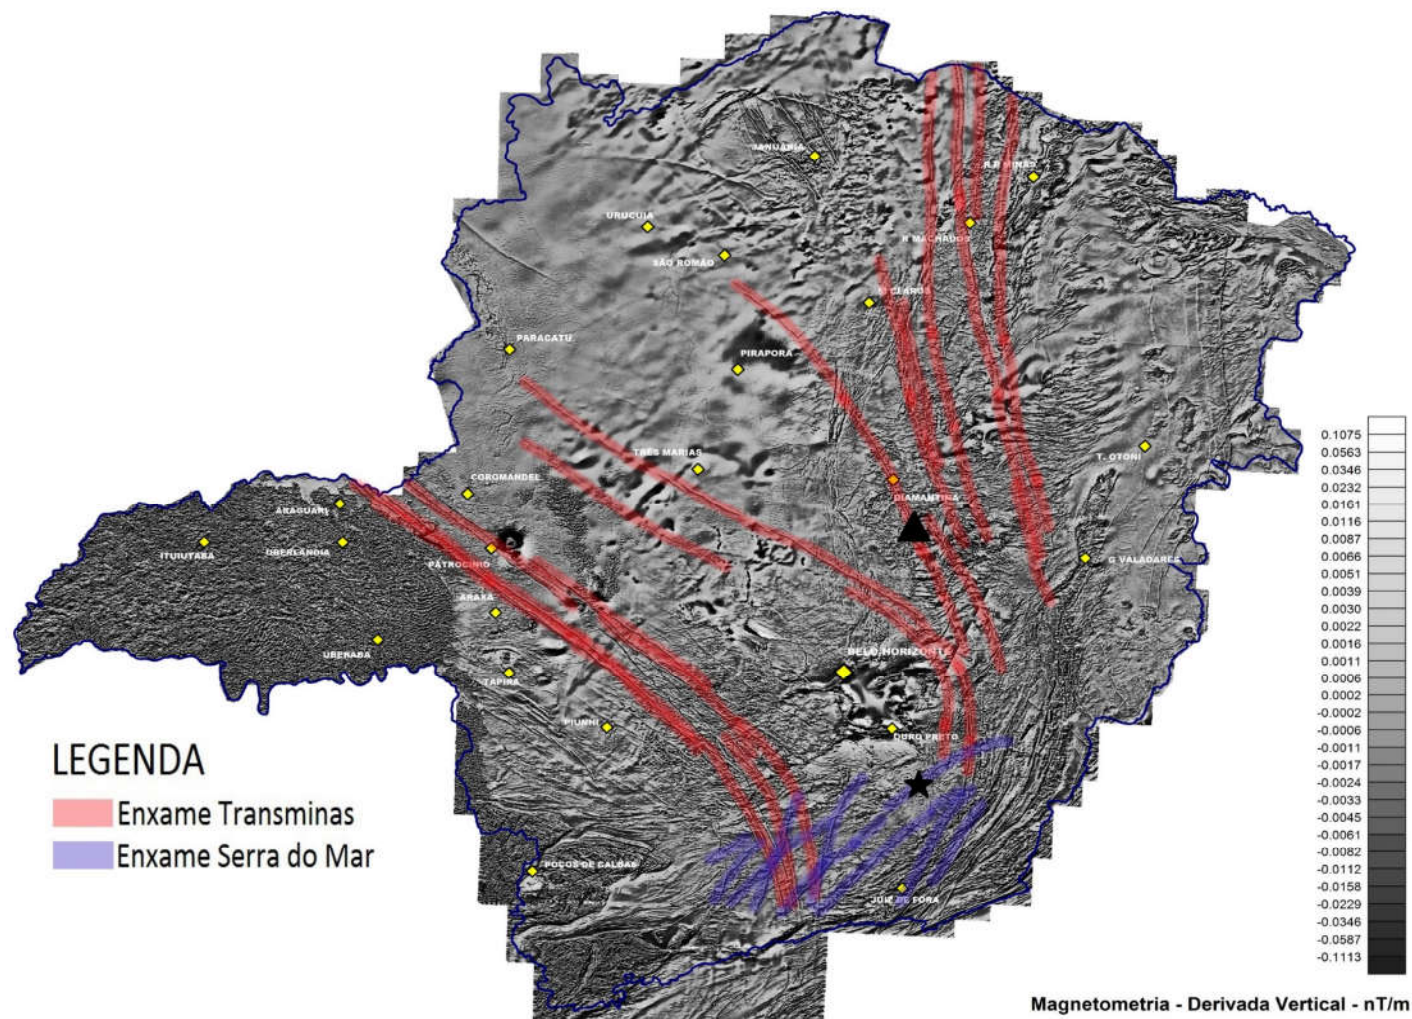 JANUÁRIA
R P MINAS
URUCUIA
R MACHADOS
SÃO ROMÃO
M CLAROS
PARACATU
PIRAPORA
TRÊS MARIAS
T. OTONI
COROMANDEL
DIAMANTINA
ARAGUARI
ITUIUTABA
UBERLÂNDIA
PATROCÍNIO
G VALADARES
ARAXÁ
UBERABA
BELO HORIZONTE
TAPIRA
PIUNHI
OURO PRETO
POÇOS DE CALDAS
JUIZ DE FORA
LEGENDA
Enxame Transminas
Enxame Serra do Mar
0.1075
0.0563
0.0346
0.0232
0.0161
0.0116
0.0087
0.0066
0.0051
0.0039
0.0030
0.0022
0.0016
0.0011
0.0006
0.0002
-0.0002
-0.0006
-0.0011
-0.0017
-0.0024
-0.0033
-0.0045
-0.0061
-0.0082
-0.0112
-0.0158
-0.0229
-0.0346
-0.0587
-0.1113
Magnetometria - Derivada Vertical - nT/m